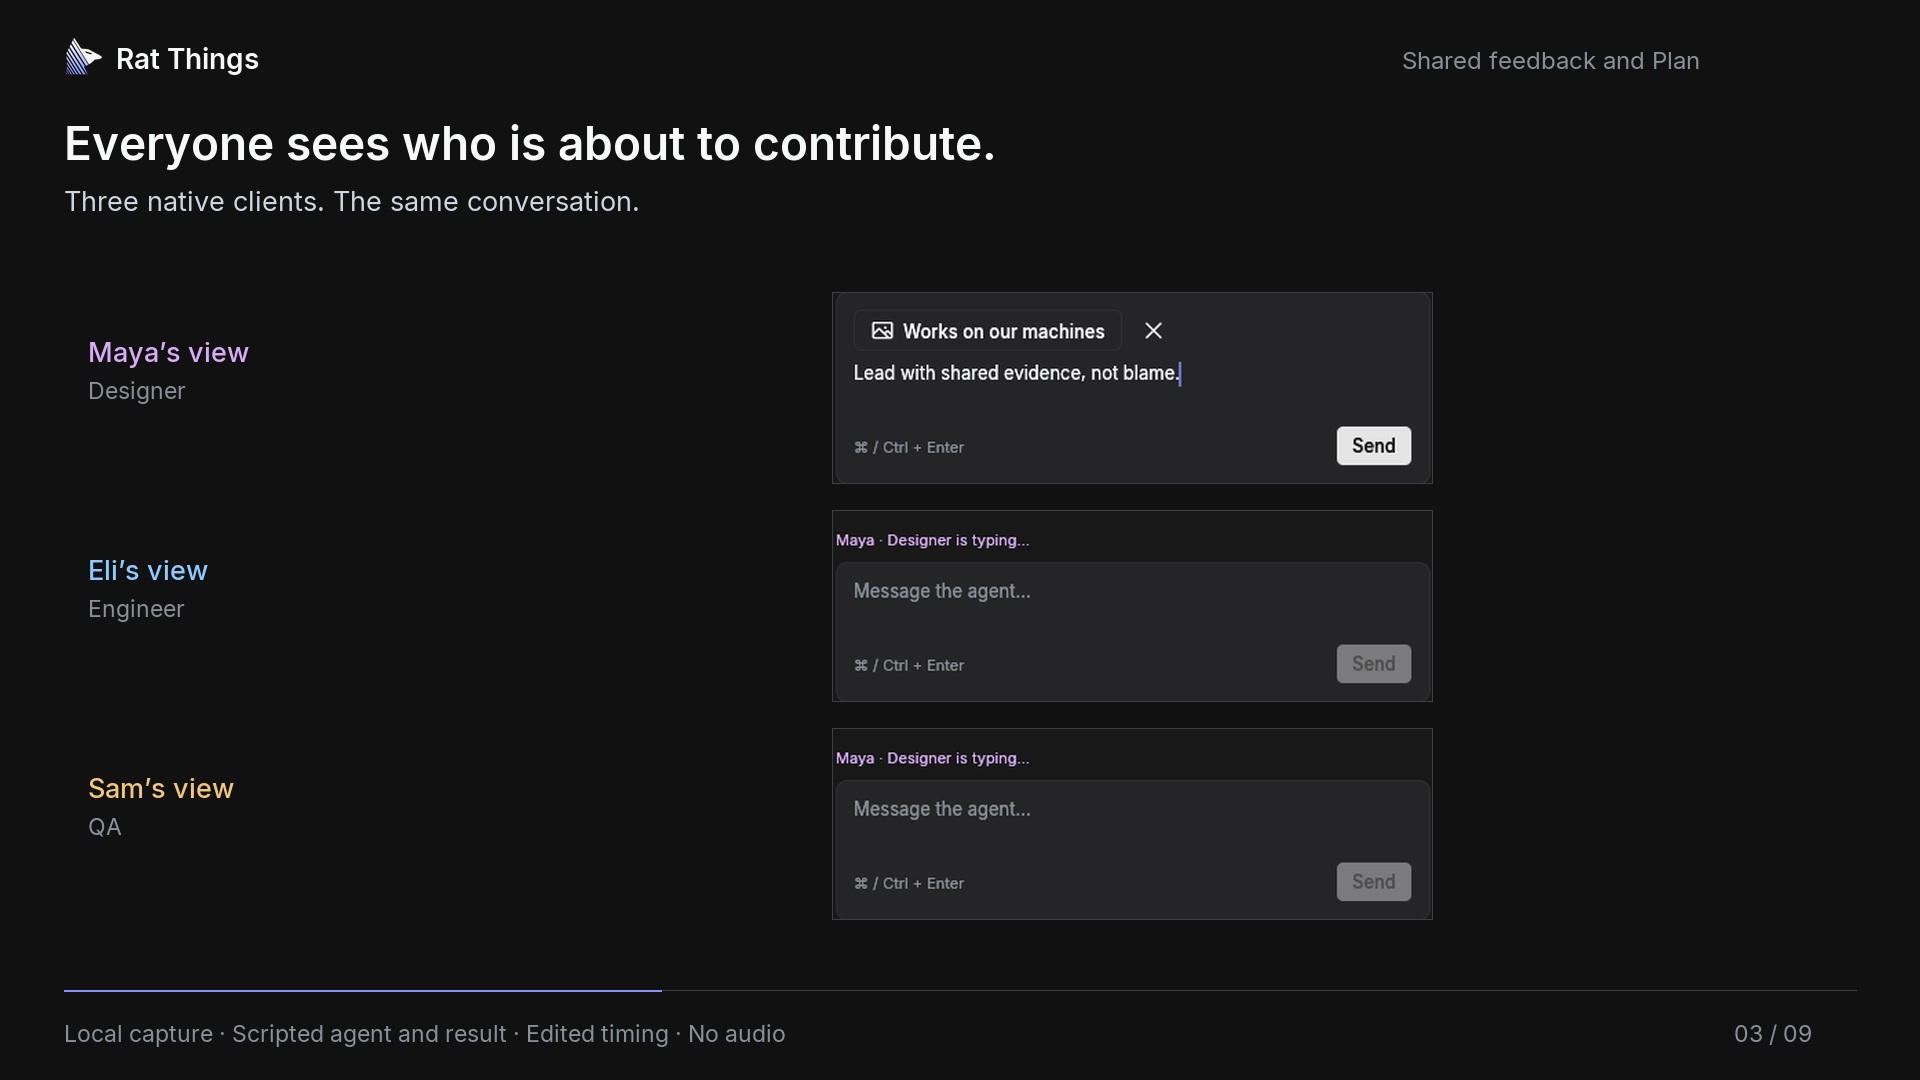 Rat Things
Shared feedback and Plan
Everyone sees who is about to contribute.
Three native clients. The same conversation.
Maya’s view
Designer
Works on our machines
Lead with shared evidence, not blame.
⌘ / Ctrl + Enter
Send
Eli’s view
Engineer
Maya · Designer is typing...
Message the agent...
⌘ / Ctrl + Enter
Send
Sam’s view
QA
Maya · Designer is typing...
Message the agent...
⌘ / Ctrl + Enter
Send
Local capture · Scripted agent and result · Edited timing · No audio
03 / 09